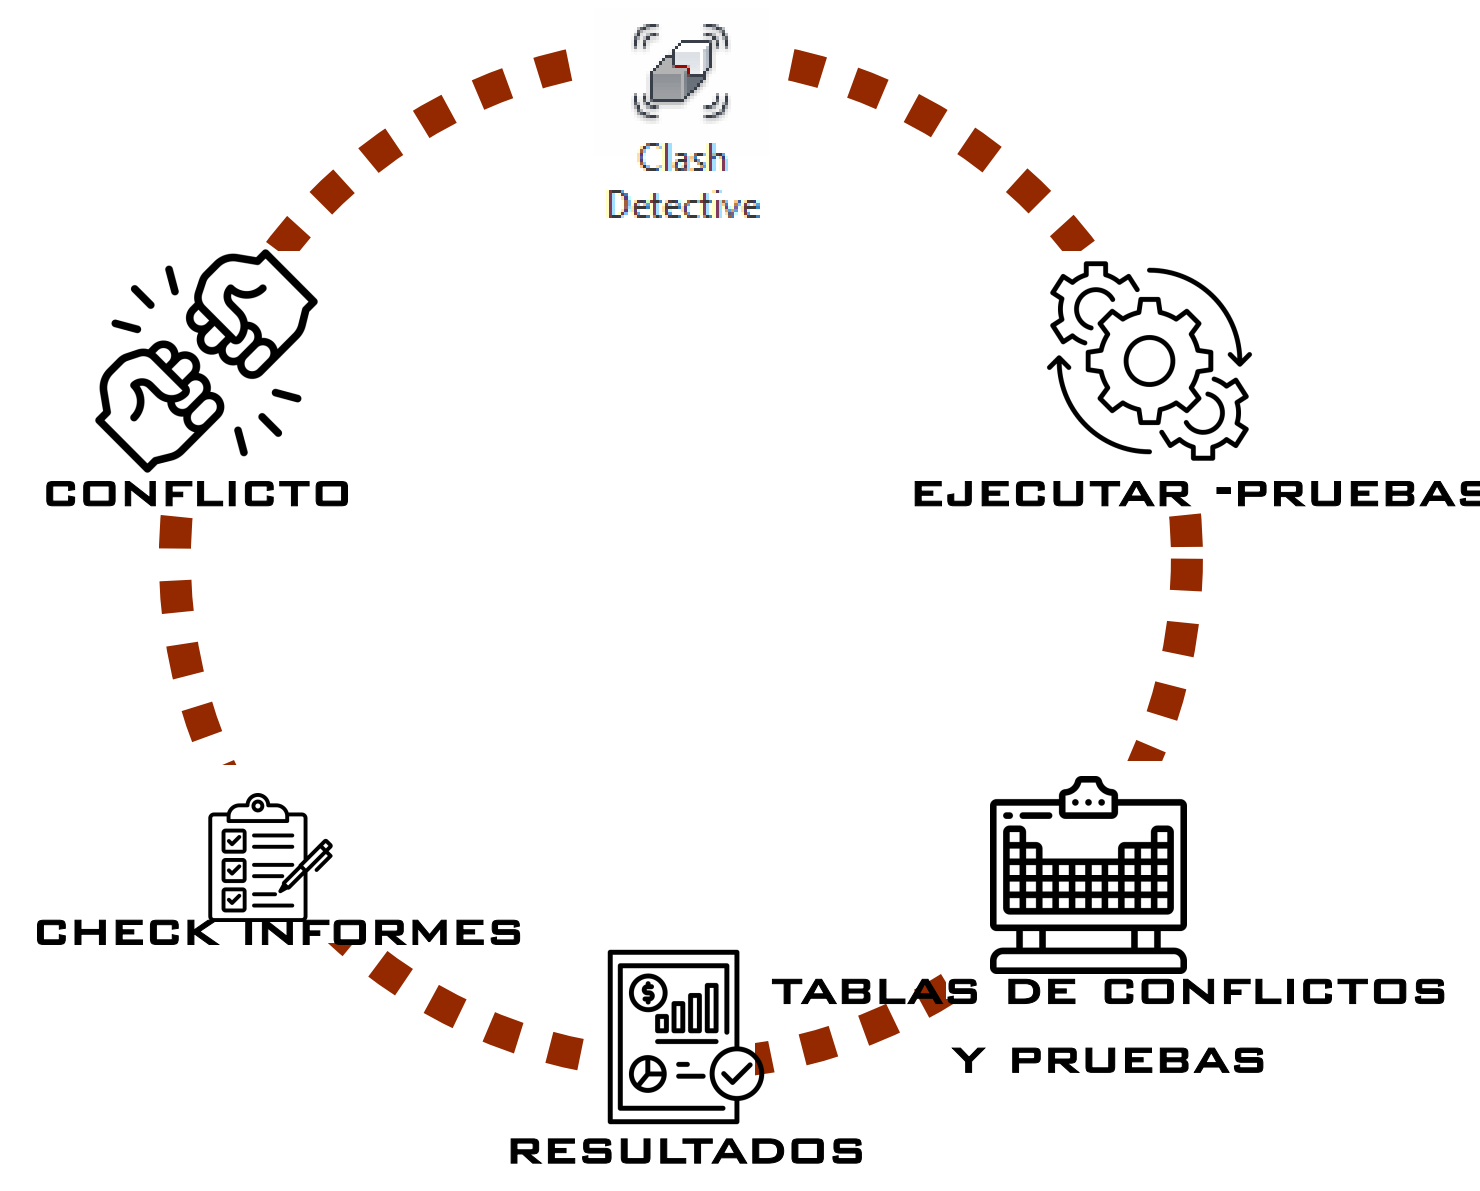 Clash
Detective
CONFLICTO
EJECUTAR -PRUEBAS
CHECK INFORMES
TABLAS DE CONFLICTOS
Y PRUEBAS
RESULTADOS